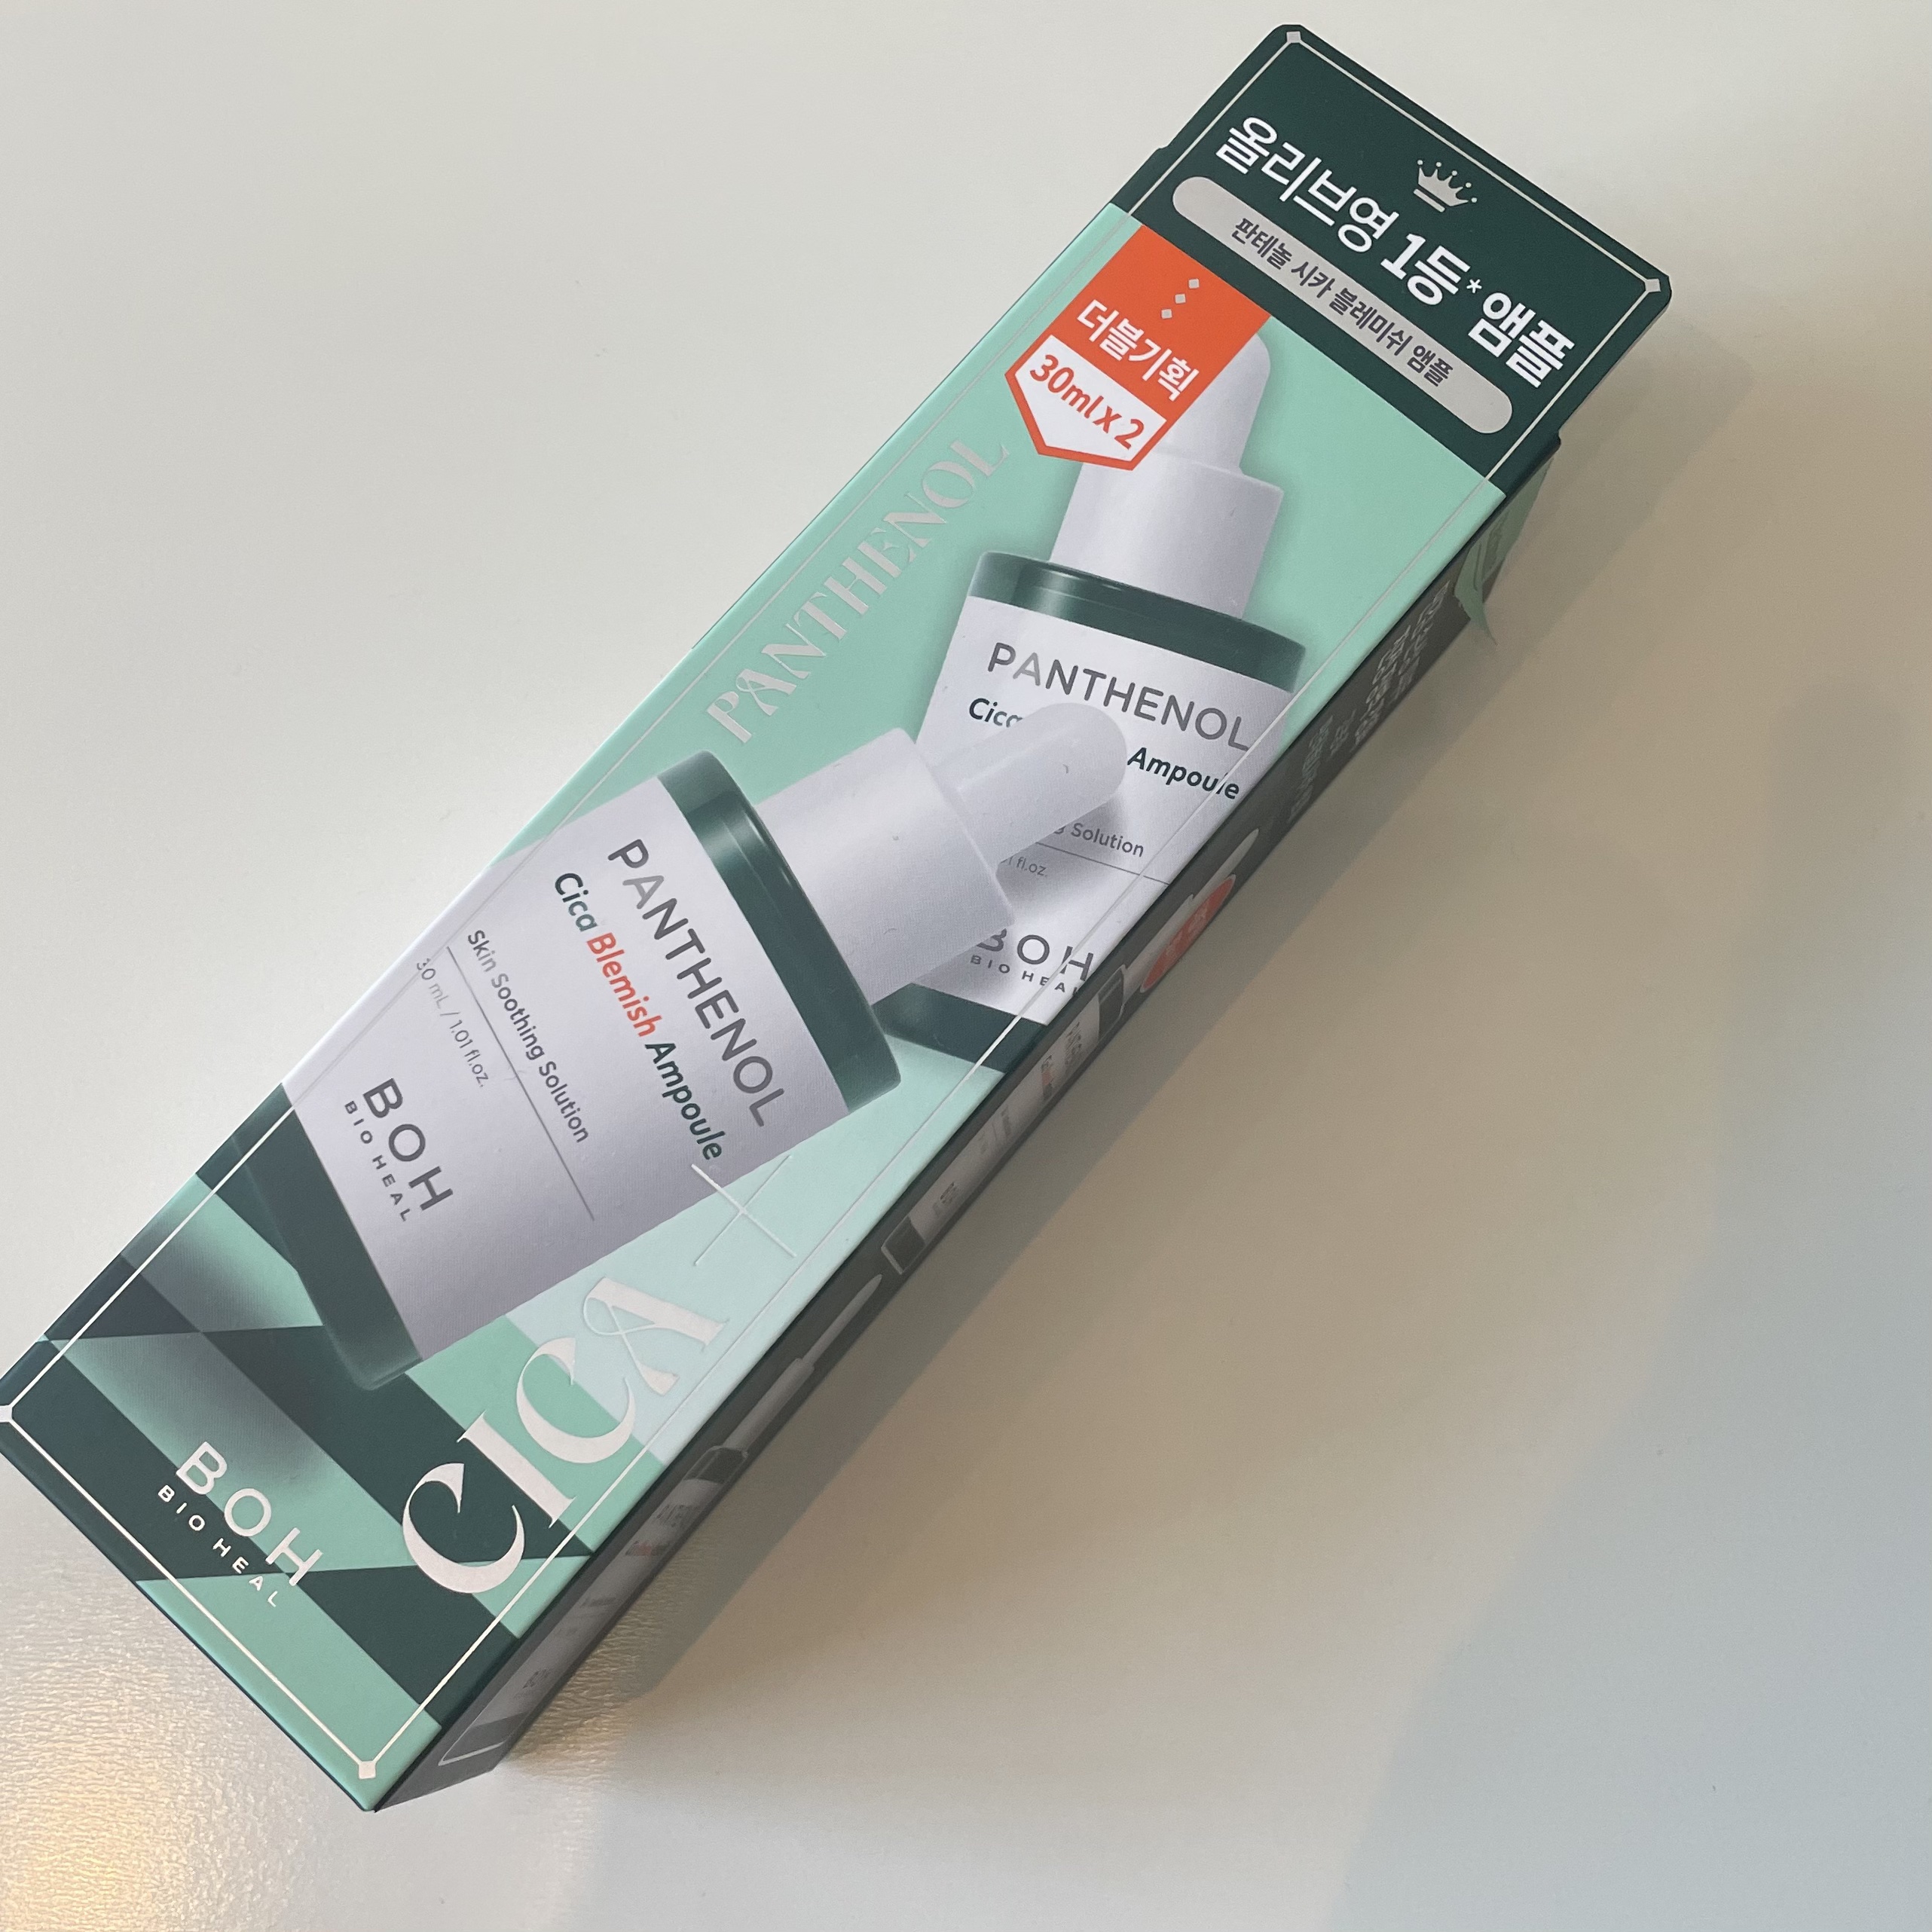 올리브영 1등* 앰플
판테놀 시카 블레미쉬 앰플
더블기획
30ml x 2
PANTHENOL
PANTHENOL
Ampoule
Solution
fl.oz.
BOH
BIO HEAL
PANTHENOL
Cica Blemish Ampoule
Skin Soothing Solution
30 mL / 1.01 fl.oz.
BOH
BIO HEAL
CICA
BOH
BIO HEAL